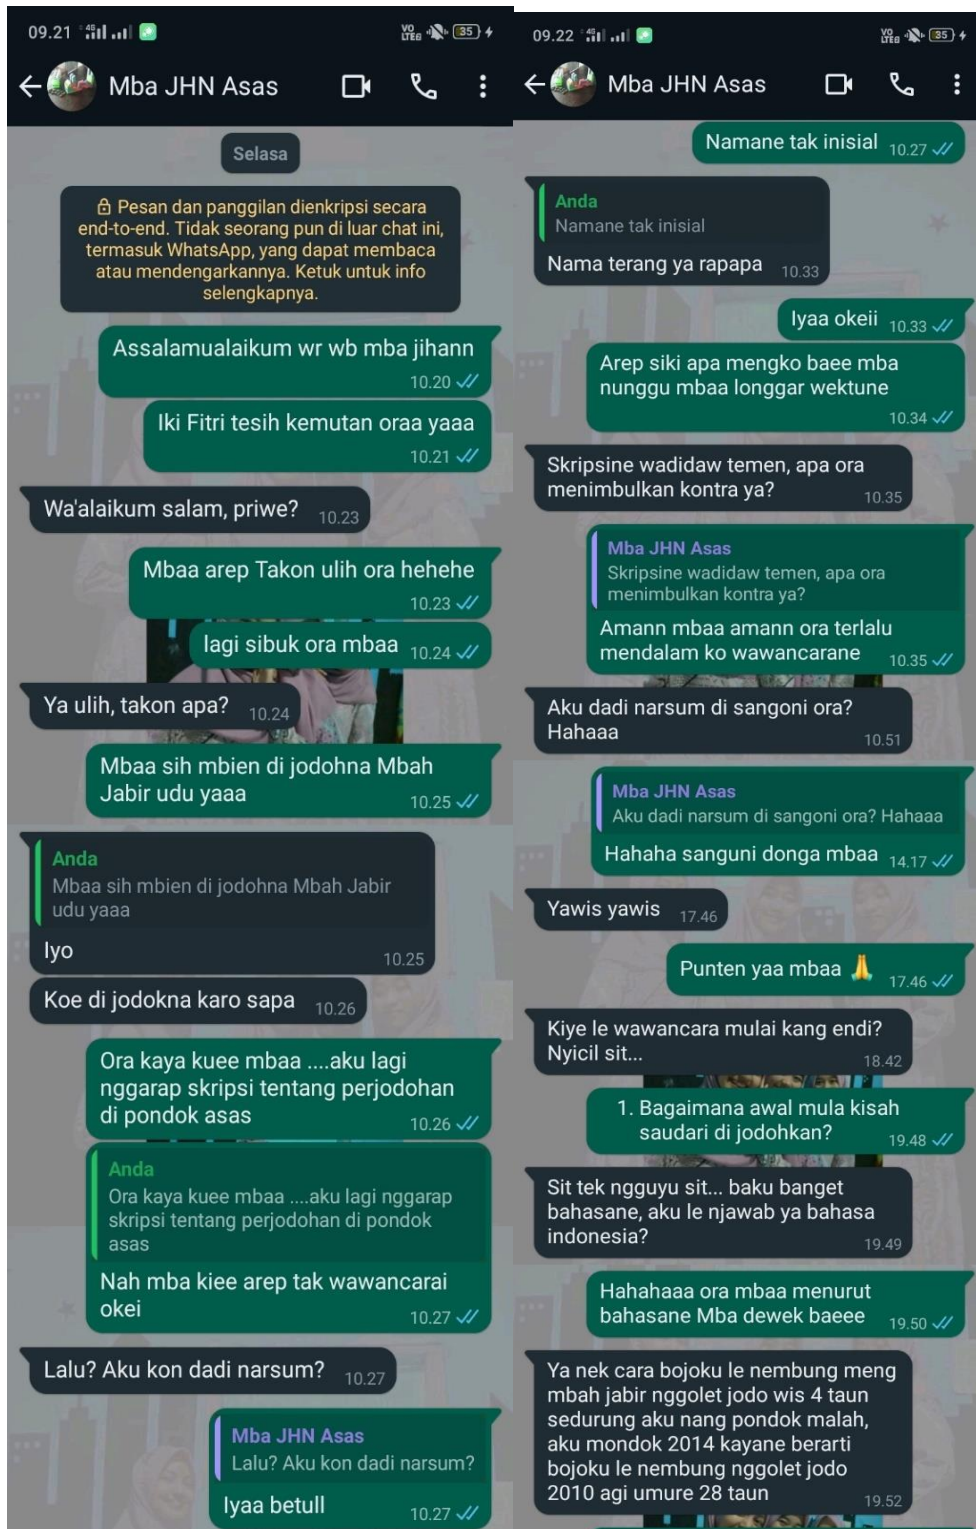 09.21
4G
VO LTE
35
Mba JHN Asas
Selasa
Pesan dan panggilan dienkripsi secara
end-to-end. Tidak seorang pun di luar chat ini,
termasuk WhatsApp, yang dapat membaca
atau mendengarkannya. Ketuk untuk info
selengkapnya.
Assalamualaikum wr wb mba jihann
10.20
Iki Fitri tesih kemutan oraa yaaa
10.21
Wa'alaikum salam, priwe? 10.23
Mbaa arep Takon ulih ora hehehe
10.23
lagi sibuk ora mbaa 10.24
Ya ulih, takon apa? 10.24
Mbaa sih mbien di jodohna Mbah
Jabir udu yaaa 10.25
Anda
Mbaa sih mbien di jodohna Mbah Jabir
udu yaaa
Iyo 10.25
Koe di jodokna karo sapa 10.26
Ora kaya kuee mbaa ....aku lagi
nggarap skripsi tentang perjodohan
di pondok asas 10.26
Anda
Ora kaya kuee mbaa ....aku lagi nggarap
skripsi tentang perjodohan di pondok
asas
Nah mba kiee arep tak wawancarai
okei 10.27
Lalu? Aku kon dadi narsum? 10.27
Mba JHN Asas
Lalu? Aku kon dadi narsum?
Iyaa betull 10.27
09.22
4G
VO LTE
35
Mba JHN Asas
Namane tak inisial 10.27
Anda
Namane tak inisial
Nama terang ya rapapa 10.33
Iyaa okeii 10.33
Arep siki apa mengko baee mba
nunggu mbaa longgar wektune
10.34
Skripsine wadidaw temen, apa ora
menimbulkan kontra ya? 10.35
Mba JHN Asas
Skripsine wadidaw temen, apa ora
menimbulkan kontra ya?
Amann mbaa amann ora terlalu
mendalam ko wawancarane 10.35
Aku dadi narsum di sangoni ora?
Hahaaa 10.51
Mba JHN Asas
Aku dadi narsum di sangoni ora? Hahaaa
Hahaha sanguni donga mbaa 14.17
Yawis yawis 17.46
Punten yaa mbaa 🙏 17.46
Kiye le wawancara mulai kang endi?
Nyicil sit... 18.42
1. Bagaimana awal mula kisah
saudari di jodohkan? 19.48
Sit tek ngguyu sit... baku banget
bahasane, aku le njawab ya bahasa
indonesia? 19.49
Hahahaaa ora mbaa menurut
bahasane Mba dewek baeee 19.50
Ya nek cara bojoku le nembung meng
mbah jabir nggolet jodo wis 4 taun
sedurung aku nang pondok malah,
aku mondok 2014 kayane berarti
bojoku le nembung nggolet jodo
2010 agi umure 28 taun 19.52